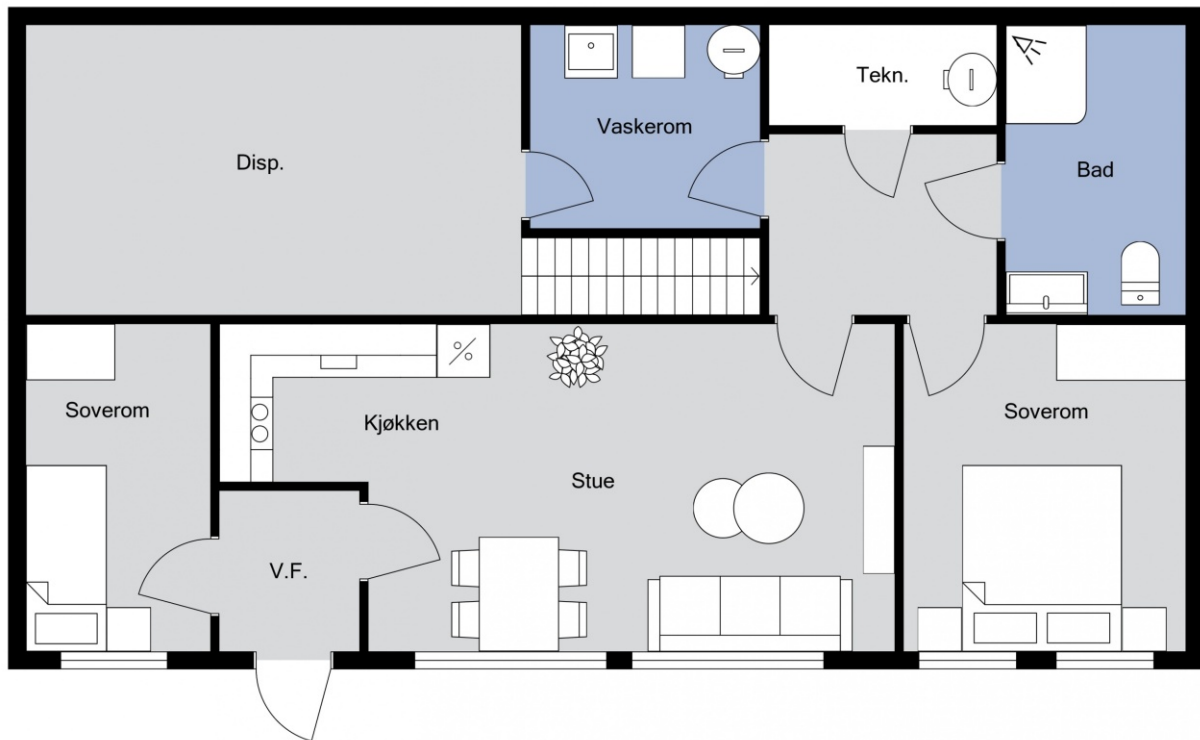 Disp.
Vaskerom
Tekn.
Bad
Soverom
Kjøkken
Stue
Soverom
V.F.